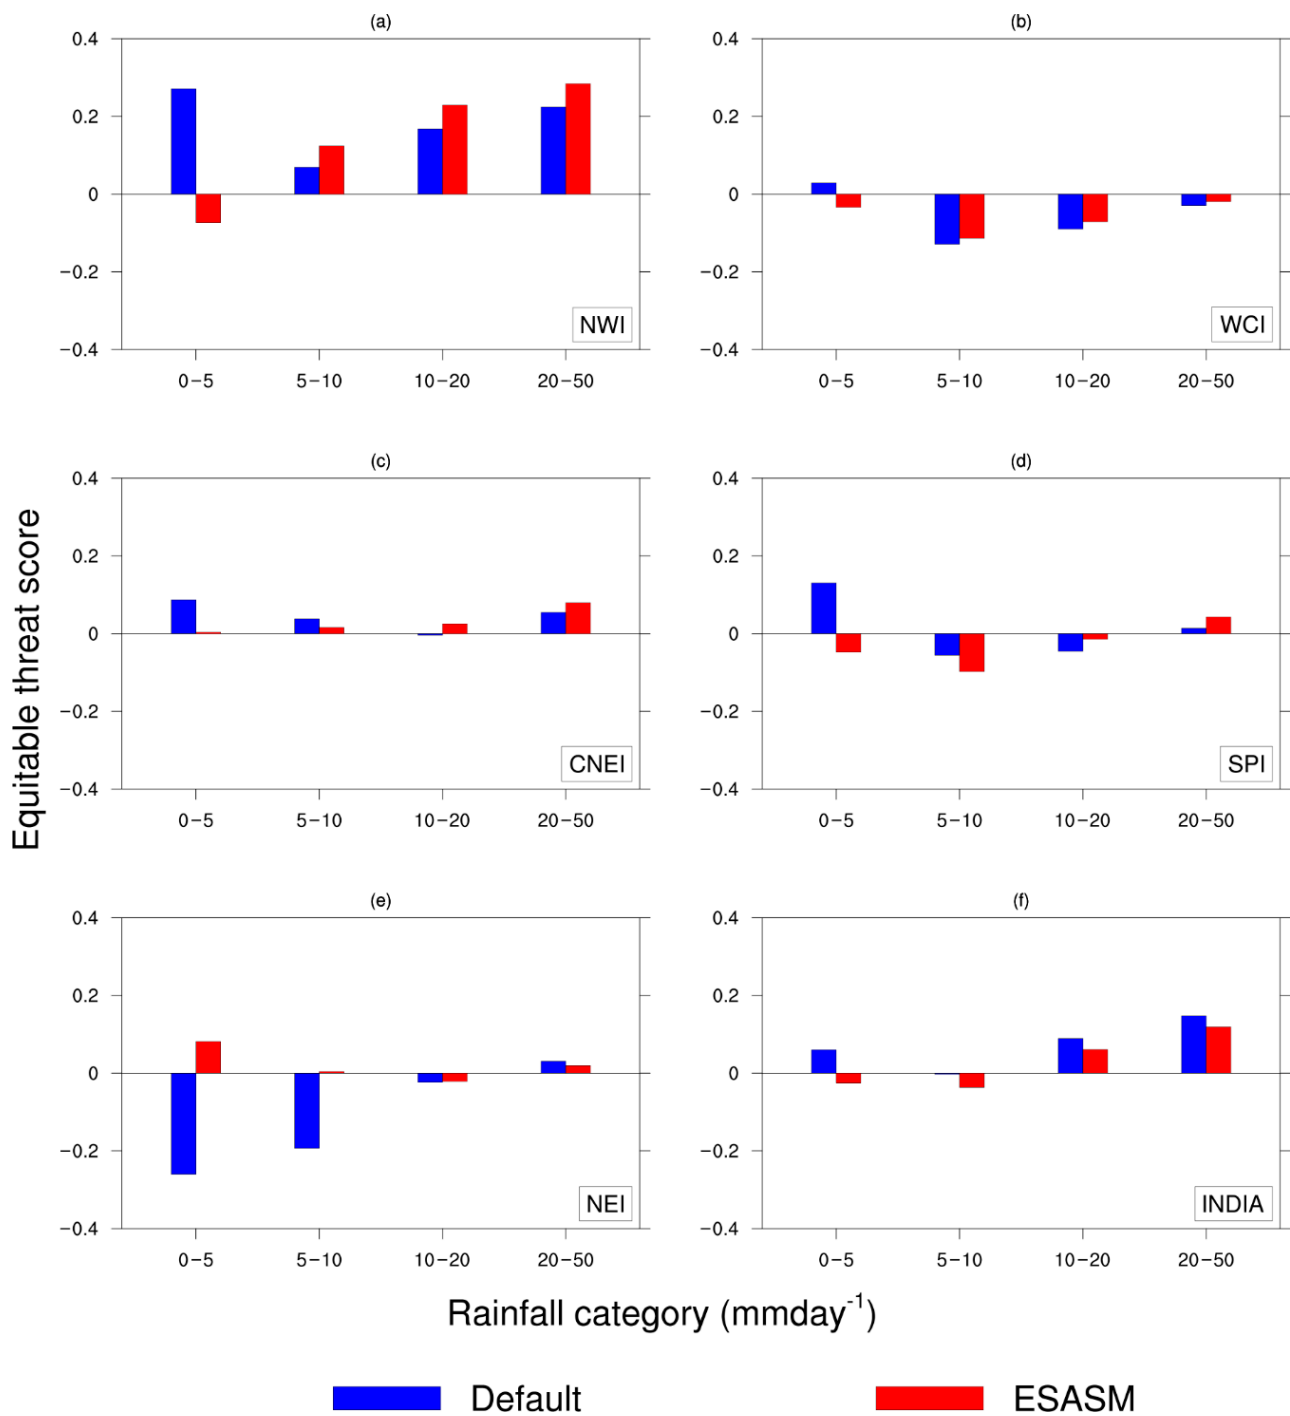 (a)
0.4
0.2
0
−0.2
−0.4
NWI
0−5 5−10 10−20 20−50
(b)
0.4
0.2
0
−0.2
−0.4
WCI
0−5 5−10 10−20 20−50
(c)
0.4
0.2
0
−0.2
−0.4
CNEI
0−5 5−10 10−20 20−50
(d)
0.4
0.2
0
−0.2
−0.4
SPI
0−5 5−10 10−20 20−50
(e)
0.4
0.2
0
−0.2
−0.4
NEI
0−5 5−10 10−20 20−50
(f)
0.4
0.2
0
−0.2
−0.4
INDIA
0−5 5−10 10−20 20−50
Equitable threat score
Rainfall category (mmday⁻¹)
Default
ESASM